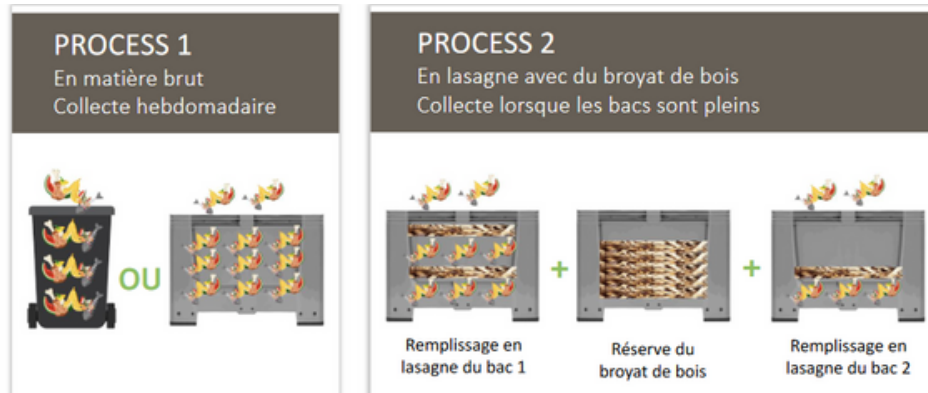 PROCESS 1
En matière brut
Collecte hebdomadaire
OU
PROCESS 2
En lasagne avec du broyat de bois
Collecte lorsque les bacs sont pleins
+
+
Remplissage en
lasagne du bac 1
Réserve du
broyat de bois
Remplissage en
lasagne du bac 2